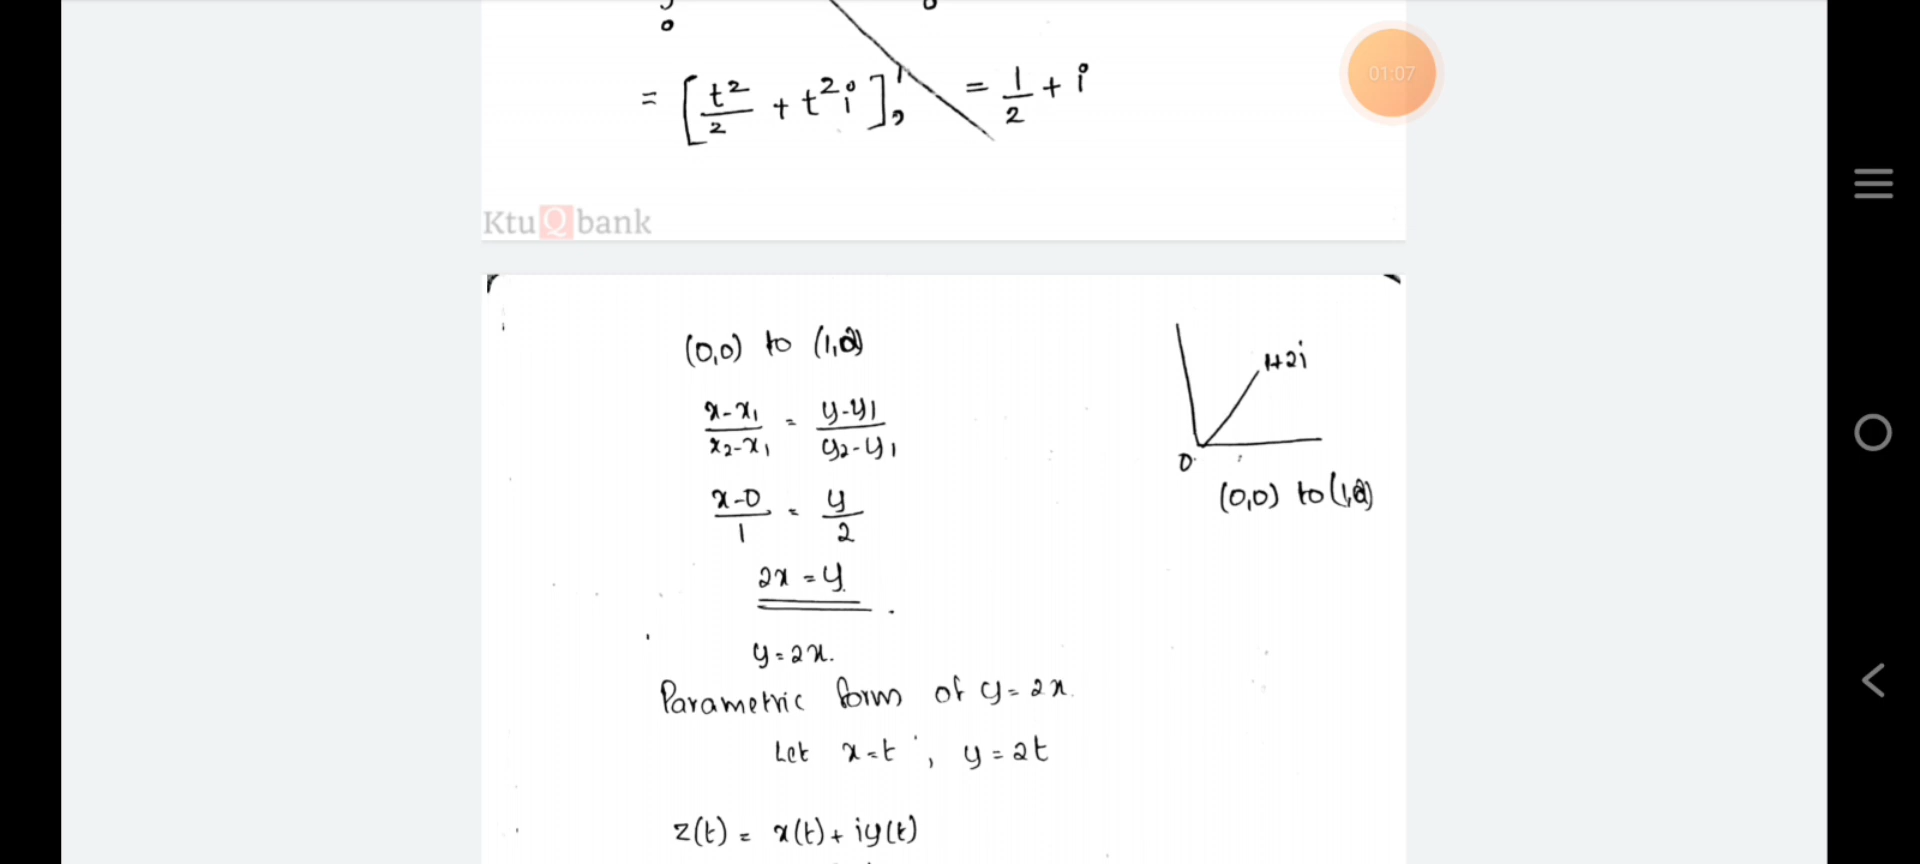 0
= [t²/2 + t²i]₀¹ = 1/2 + i
01:07
Ktu Q bank
(0,0) to (1,2)
1+2i
x-x₁/x₂-x₁ = y-y₁/y₂-y₁
0
(0,0) to (1,2)
x-0/1 = y/2
2x = y.
y = 2x.
Parametric form of y = 2x.
Let x = t, y = 2t
z(t) = x(t) + iy(t)